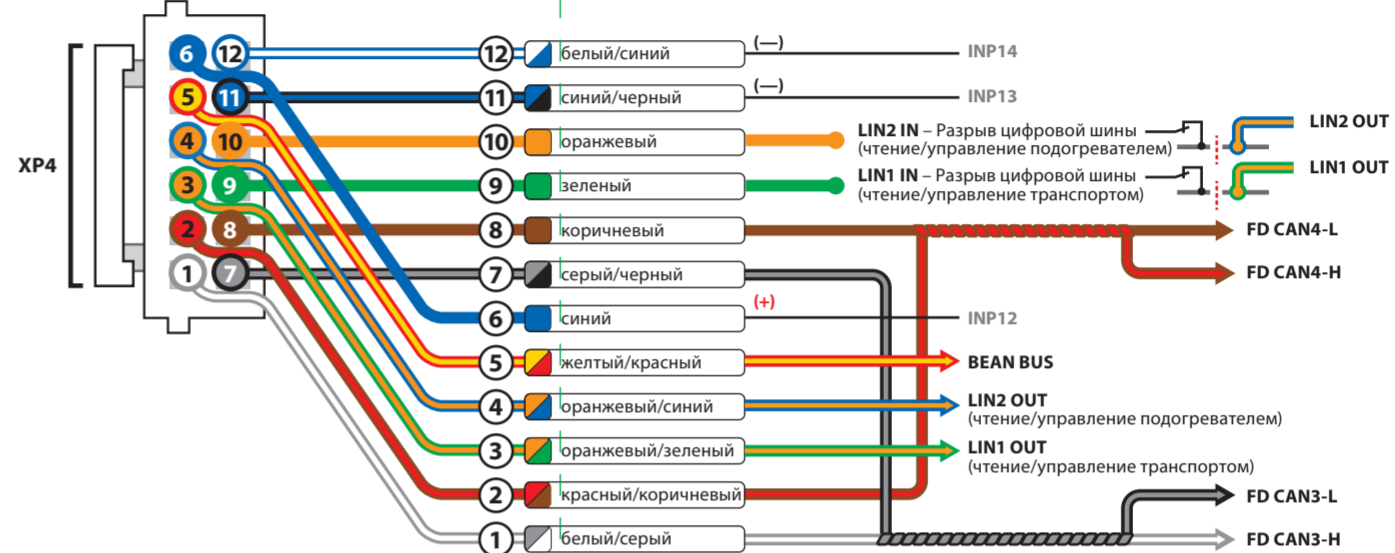 XP4
6 12
5 11
4 10
3 9
2 8
1 7
12 белый/синий (—) INP14
11 синий/черный (—) INP13
10 оранжевый LIN2 IN – Разрыв цифровой шины LIN2 OUT
(чтение/управление подогревателем)
9 зеленый LIN1 IN – Разрыв цифровой шины LIN1 OUT
(чтение/управление транспортом)
8 коричневый FD CAN4-L
7 серый/черный FD CAN4-H
6 синий (+) INP12
5 желтый/красный BEAN BUS
4 оранжевый/синий LIN2 OUT
(чтение/управление подогревателем)
3 оранжевый/зеленый LIN1 OUT
(чтение/управление транспортом)
2 красный/коричневый FD CAN3-L
1 белый/серый FD CAN3-H